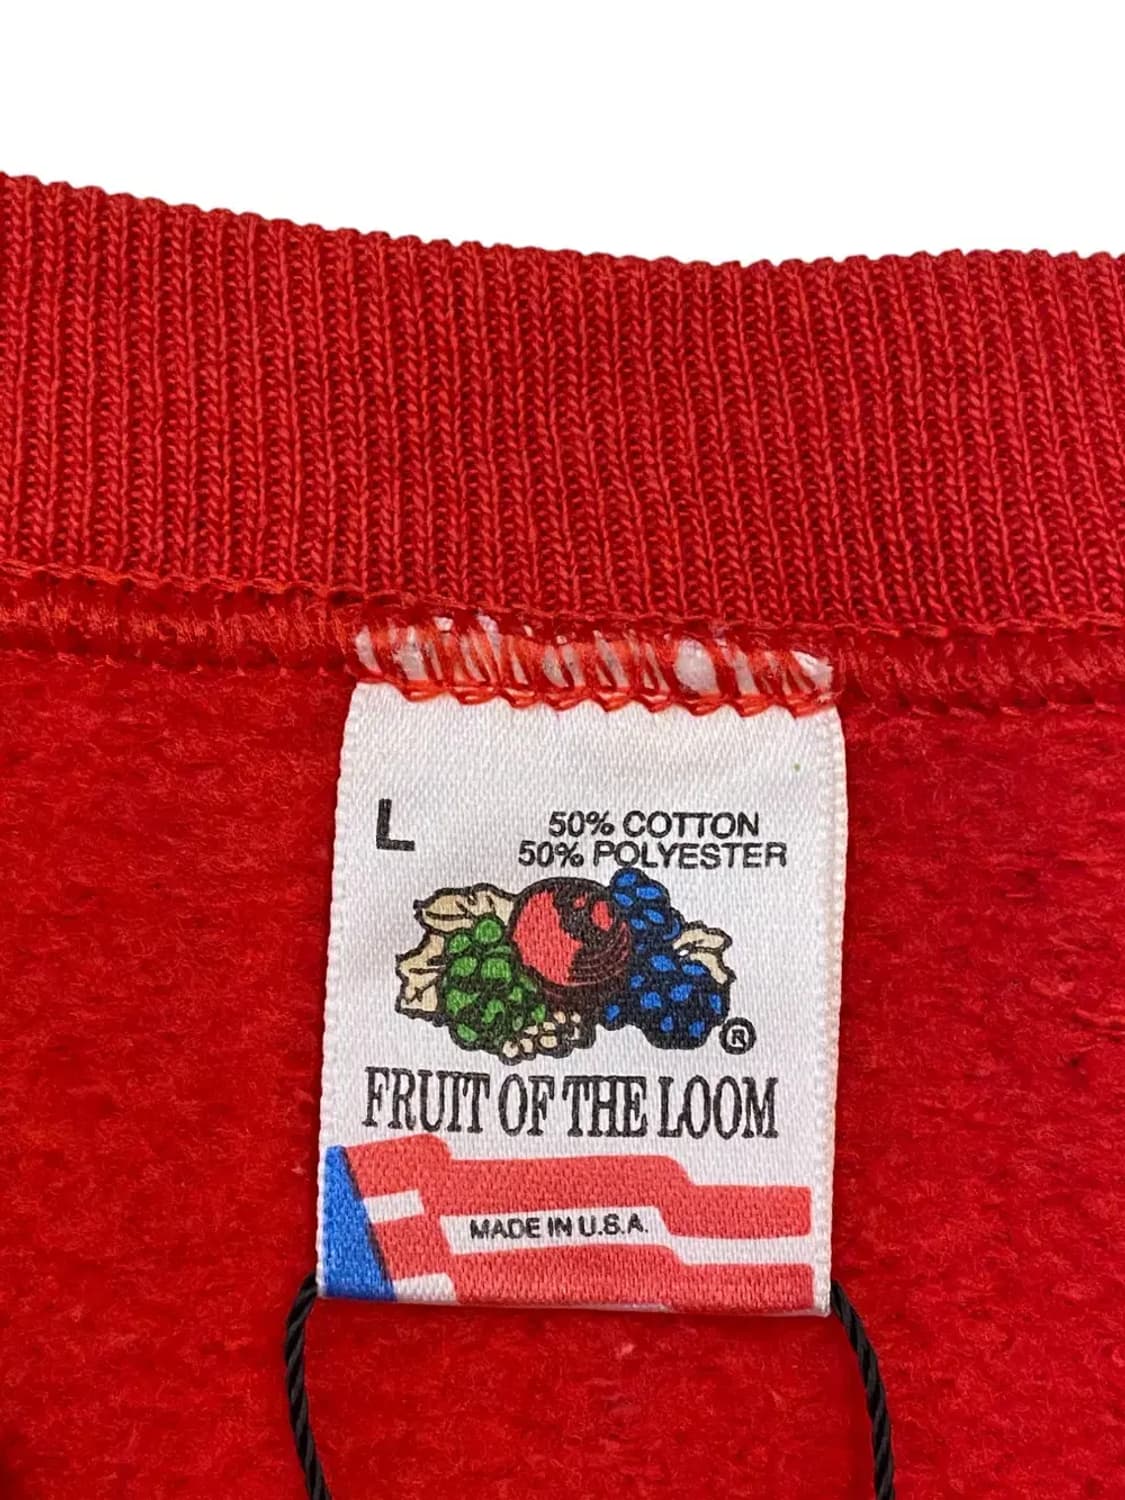 L
50% COTTON
50% POLYESTER
®
FRUIT OF THE LOOM
MADE IN U.S.A.